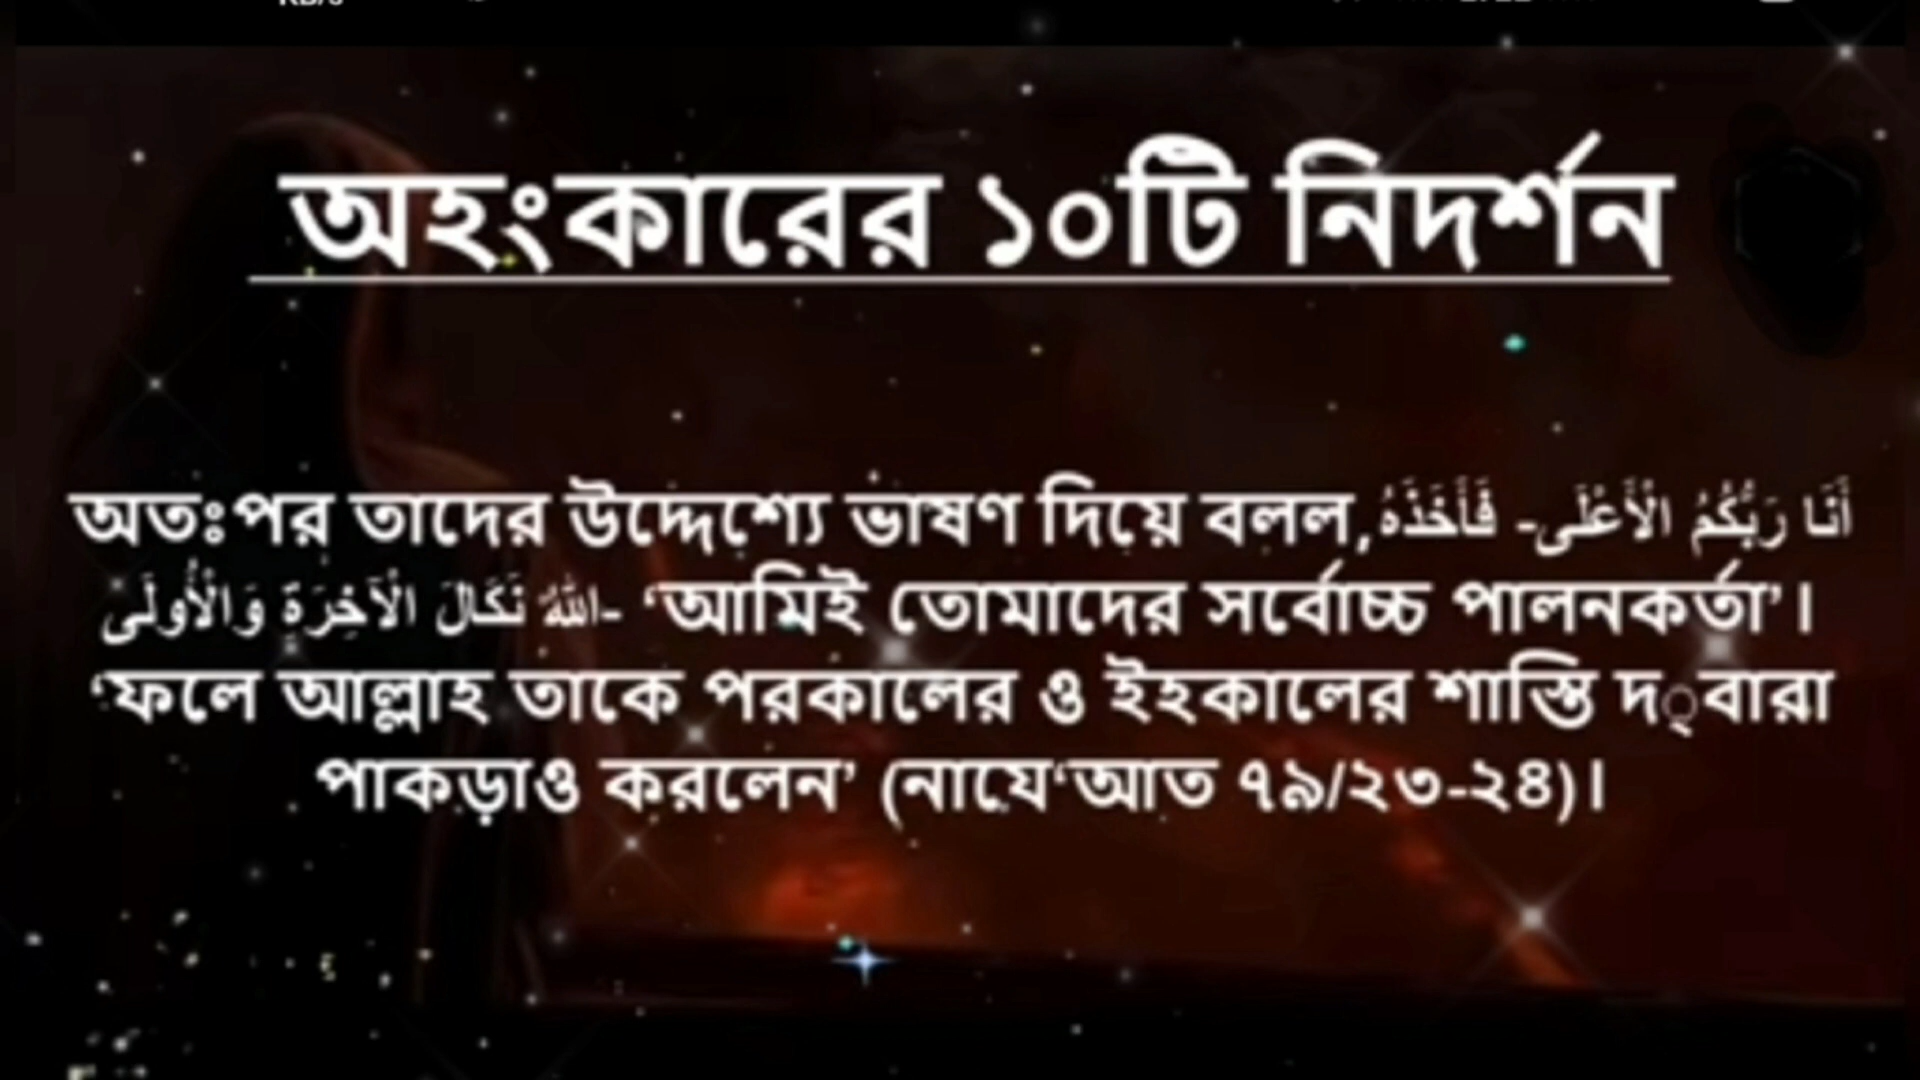 অহংকারের ১০টি নিদর্শন
অতঃপর তাদের উদ্দেশ্যে ভাষণ দিয়ে বলল,أَنَا رَبُّكُمُ الْأَعْلَى- فَأَخَذَهُ
اللهُ نَكَالَ الْآخِرَةِ وَالْأُولَى- ‘আমিই তোমাদের সর্বোচ্চ পালনকর্তা’।
‘ফলে আল্লাহ তাকে পরকালের ও ইহকালের শাস্তি দ্বারা
পাকড়াও করলেন’ (নাযে‘আত ৭৯/২৩-২৪)।